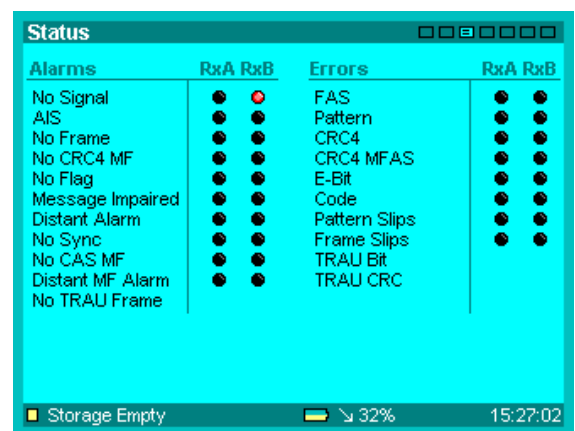 Status
Alarms RxA RxB
No Signal
AIS
No Frame
No CRC4 MF
No Flag
Message Impaired
Distant Alarm
No Sync
No CAS MF
Distant MF Alarm
No TRAU Frame
Errors RxA RxB
FAS
Pattern
CRC4
CRC4 MFAS
E-Bit
Code
Pattern Slips
Frame Slips
TRAU Bit
TRAU CRC
Storage Empty 32% 15:27:02